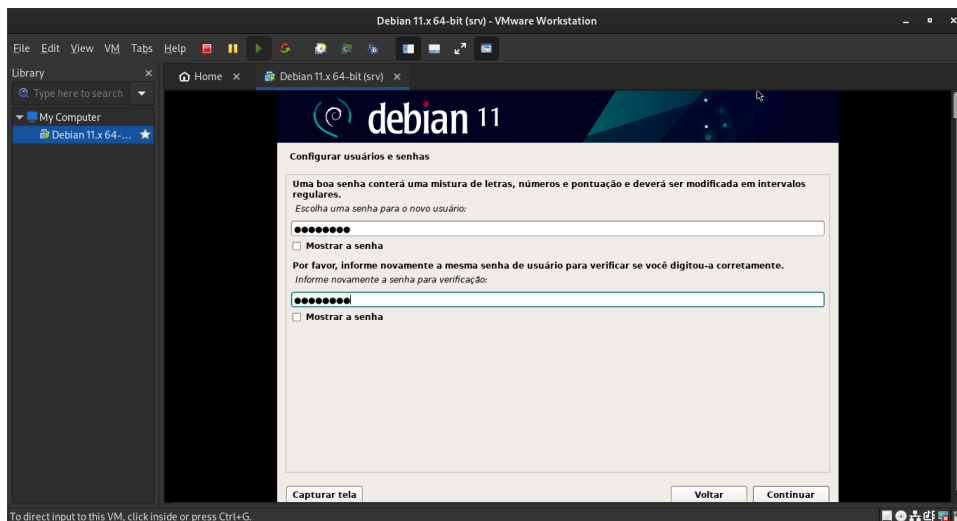 Debian 11.x 64-bit (srv) - VMware Workstation
File Edit View VM Tabs Help
Library
Home
Debian 11.x 64-bit (srv)
Type here to search
My Computer
Debian 11.x 64-...
debian 11
Configurar usuários e senhas
Uma boa senha conterá uma mistura de letras, números e pontuação e deverá ser modificada em intervalos
regulares.
Escolha uma senha para o novo usuário:
Mostrar a senha
Por favor, informe novamente a mesma senha de usuário para verificar se você digitou-a corretamente.
Informe novamente a senha para verificação:
Mostrar a senha
Capturar tela
Voltar
Continuar
To direct input to this VM, click inside or press Ctrl+G.